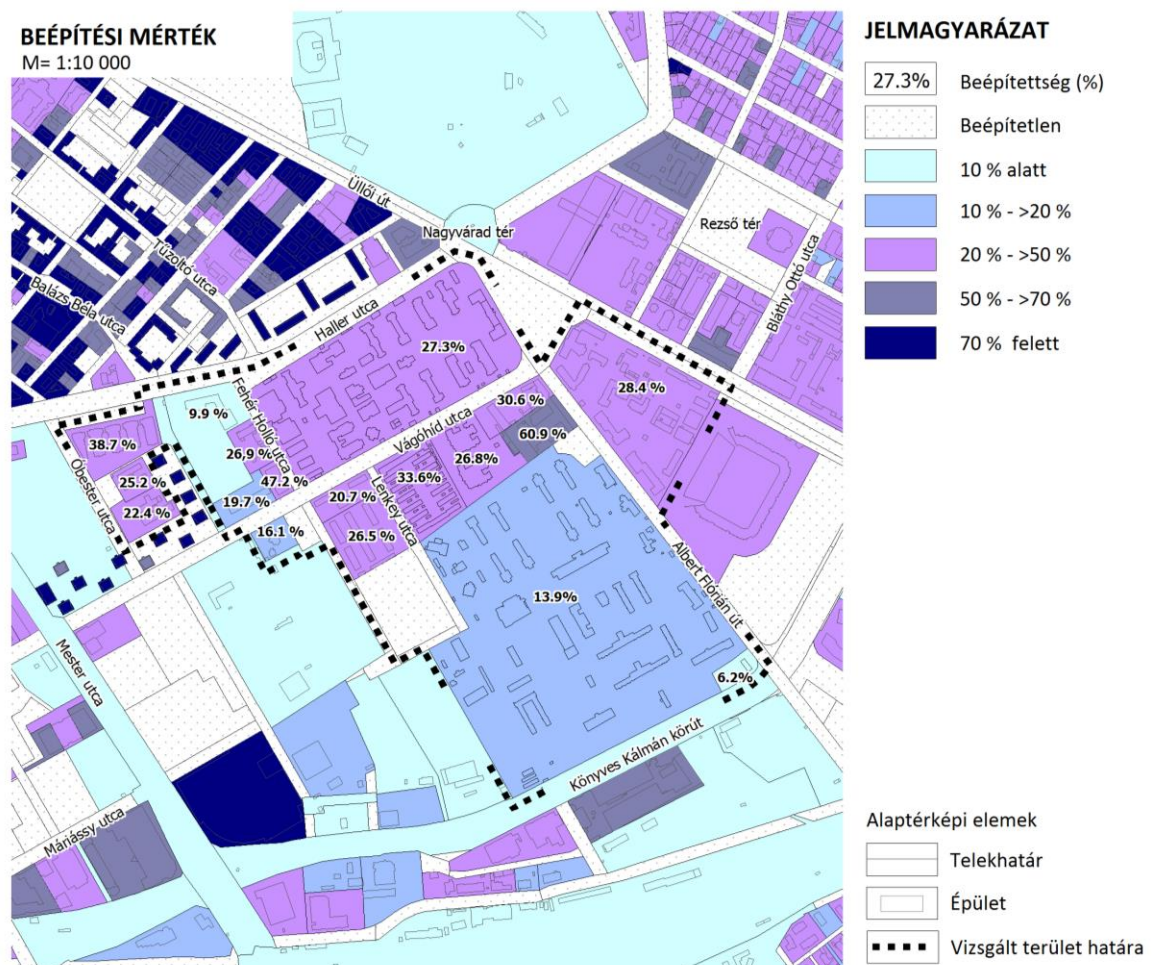 BEÉPÍTÉSI MÉRTÉK
M= 1:10 000
Üllői út
Nagyvárad tér
Rezső tér
Bláthy Ottó utca
Tűzoltó utca
Balázs Béla utca
Haller utca
27.3%
Fehér Holló utca
9.9 %
30.6 %
28.4 %
Vágóhíd utca
60.9 %
38.7 %
26,9 %
26.8%
Óbester utca
25.2 %
47.2 %
33.6%
22.4 %
19.7 %
20.7 %
Lenkey utca
16.1 %
26.5 %
13.9%
Albert Flórián út
Mester utca
6.2%
Könyves Kálmán körút
Máriássy utca
JELMAGYARÁZAT
27.3% Beépítettség (%)
Beépítetlen
10 % alatt
10 % - >20 %
20 % - >50 %
50 % - >70 %
70 % felett
Alaptérképi elemek
Telekhatár
Épület
Vizsgált terület határa